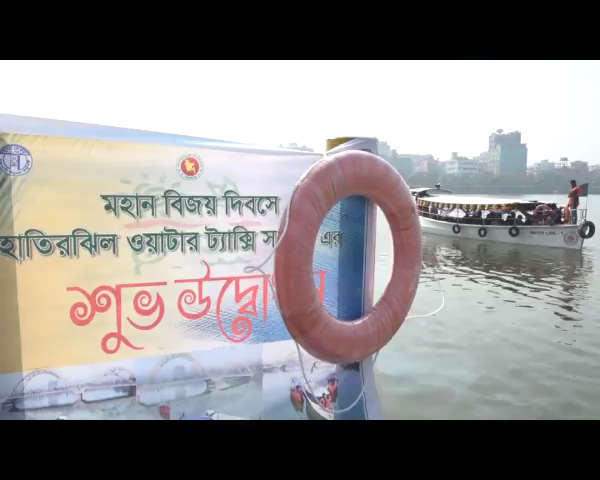 মহান বিজয় দিবসে
হাতিরঝিল ওয়াটার ট্যাক্সি স এর
শুভ উদ্বো